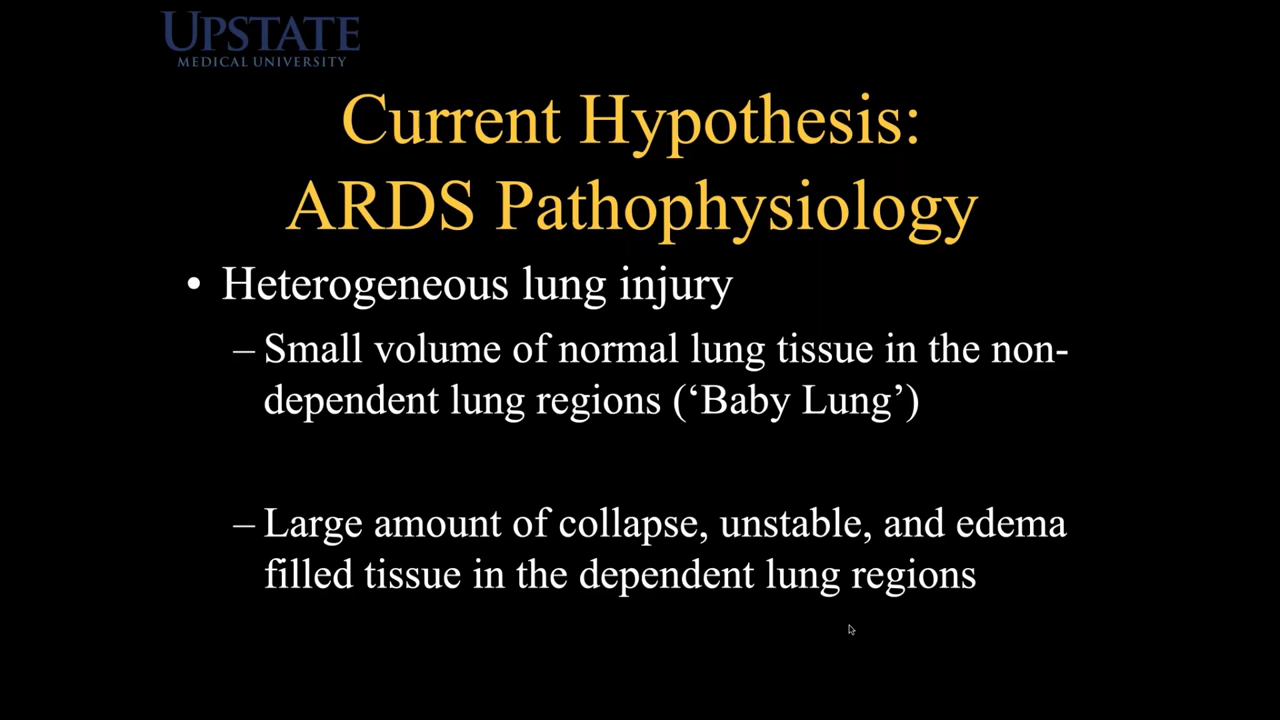 UPSTATE
MEDICAL UNIVERSITY
Current Hypothesis:
ARDS Pathophysiology
• Heterogeneous lung injury
– Small volume of normal lung tissue in the non-
dependent lung regions (‘Baby Lung’)
– Large amount of collapse, unstable, and edema
filled tissue in the dependent lung regions